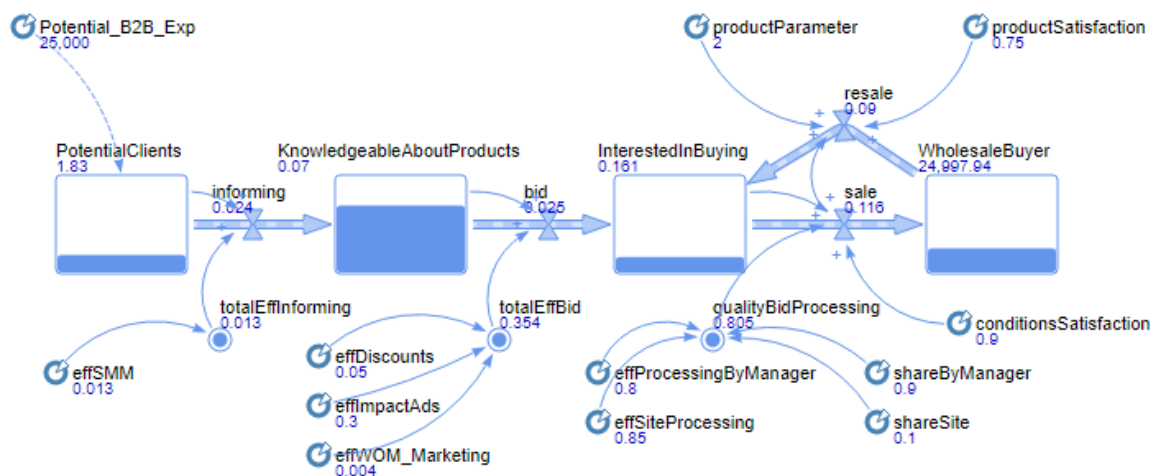 Potential_B2B_Exp
25,000
productParameter
2
productSatisfaction
0.75
resale
0.09
PotentialClients
1.83
KnowledgeableAboutProducts
0.07
InterestedInBuying
0.161
WholesaleBuyer
24,997.94
informing
0.024
bid
0.025
sale
0.116
totalEffInforming
0.013
totalEffBid
0.354
qualityBidProcessing
0.805
conditionsSatisfaction
0.9
effSMM
0.013
effDiscounts
0.05
effProcessingByManager
0.8
shareByManager
0.9
effImpactAds
0.3
effSiteProcessing
0.85
shareSite
0.1
effWOM_Marketing
0.004